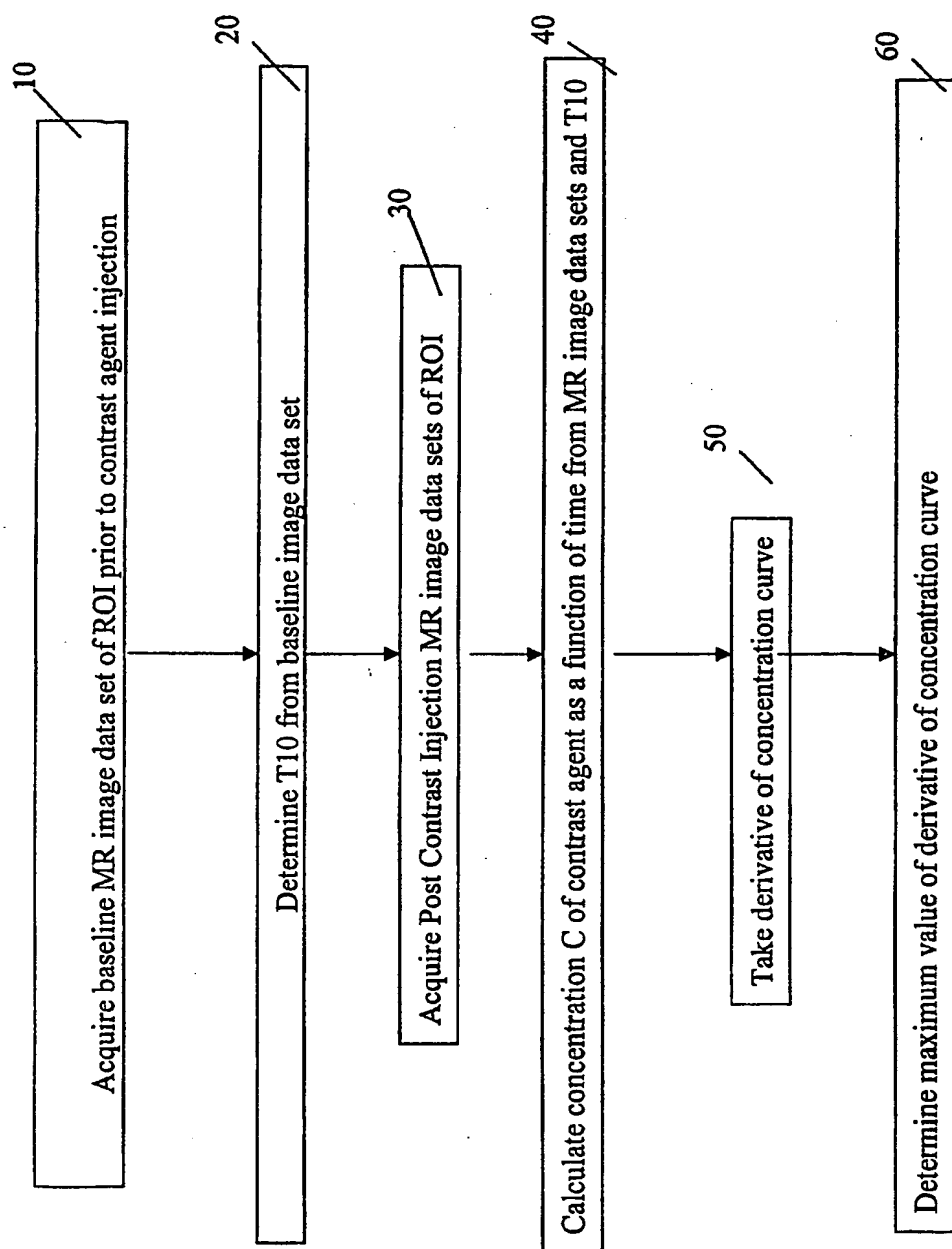 10
Acquire baseline MR image data set of ROI prior to contrast agent injection
20
Determine T10 from baseline image data set
30
Acquire Post Contrast Injection MR image data sets of ROI
40
Calculate concentration C of contrast agent as a function of time from MR image data sets and T10
50
Take derivative of concentration curve
60
Determine maximum value of derivative of concentration curve